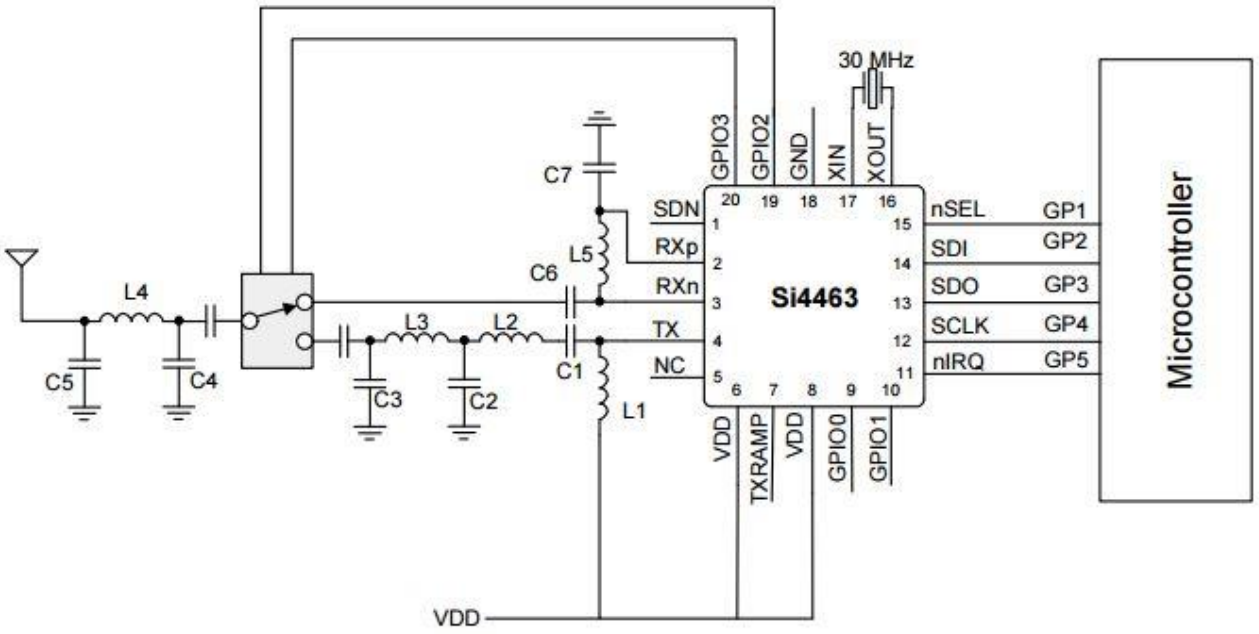 30 MHz
GPIO3
GPIO2
GND
XIN
XOUT
20
19
18
17
16
C7
SDN
1
RXp
2
L5
C6
RXn
3
L4
L3
L2
TX
4
C1
NC
5
C5
C4
C3
C2
L1
Si4463
15
nSEL
GP1
14
SDI
GP2
13
SDO
GP3
12
SCLK
GP4
11
nIRQ
GP5
Microcontroller
6
7
8
9
10
VDD
TXRAMP
VDD
GPIO0
GPIO1
VDD